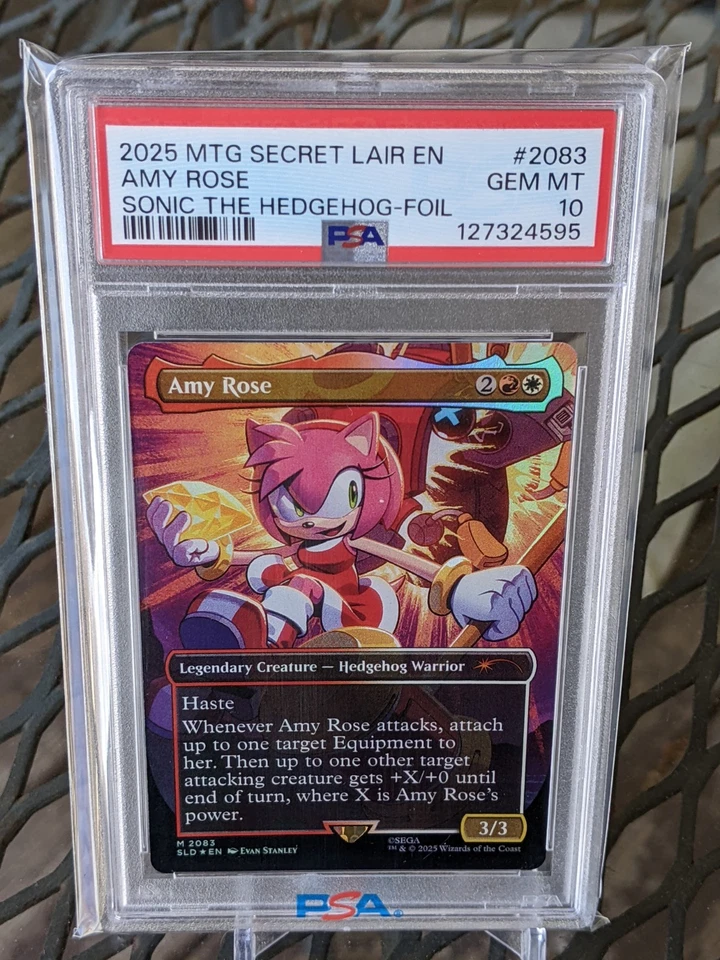 2025 MTG SECRET LAIR EN #2083
AMY ROSE GEM MT
SONIC THE HEDGEHOG-FOIL 10
PSA 127324595
Amy Rose 2
Legendary Creature — Hedgehog Warrior
Haste
Whenever Amy Rose attacks, attach
up to one target Equipment to
her. Then up to one other target
attacking creature gets +X/+0 until
end of turn, where X is Amy Rose's
power.
3/3
M 2083
SLD ★ EN EVAN STANLEY
©SEGA
™ & © 2025 Wizards of the Coast
PSA®